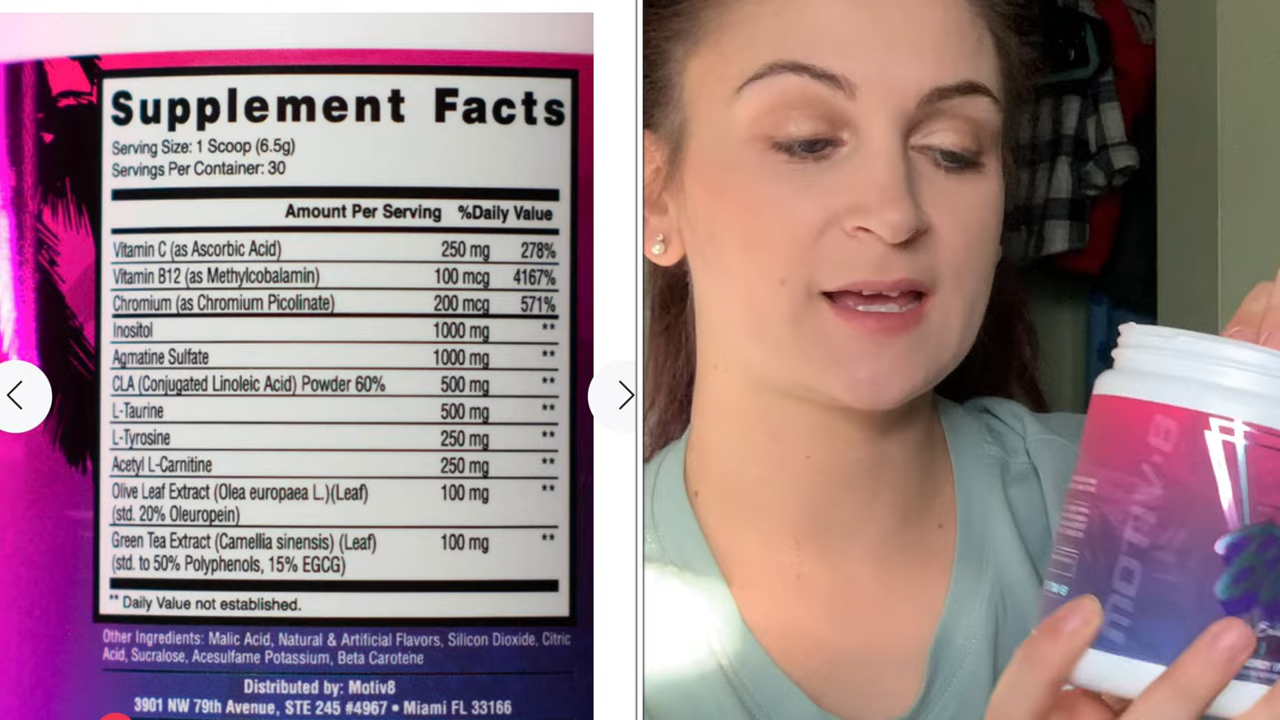 Supplement Facts
Serving Size: 1 Scoop (6.5g)
Servings Per Container: 30
Amount Per Serving %Daily Value
Vitamin C (as Ascorbic Acid) 250 mg 278%
Vitamin B12 (as Methylcobalamin) 100 mcg 4167%
Chromium (as Chromium Picolinate) 200 mcg 571%
Inositol 1000 mg **
Agmatine Sulfate 1000 mg **
CLA (Conjugated Linoleic Acid) Powder 60% 500 mg **
L-Taurine 500 mg **
L-Tyrosine 250 mg **
Acetyl L-Carnitine 250 mg **
Olive Leaf Extract (Olea europaea L.)(Leaf) 100 mg **
(std. 20% Oleuropein)
Green Tea Extract (Camellia sinensis) (Leaf) 100 mg **
(std. to 50% Polyphenols, 15% EGCG)
** Daily Value not established.
Other Ingredients: Malic Acid, Natural & Artificial Flavors, Silicon Dioxide, Citric
Acid, Sucralose, Acesulfame Potassium, Beta Carotene
Distributed by: Motiv8
3901 NW 79th Avenue, STE 245 #4967 • Miami FL 33166
MOTIV-8